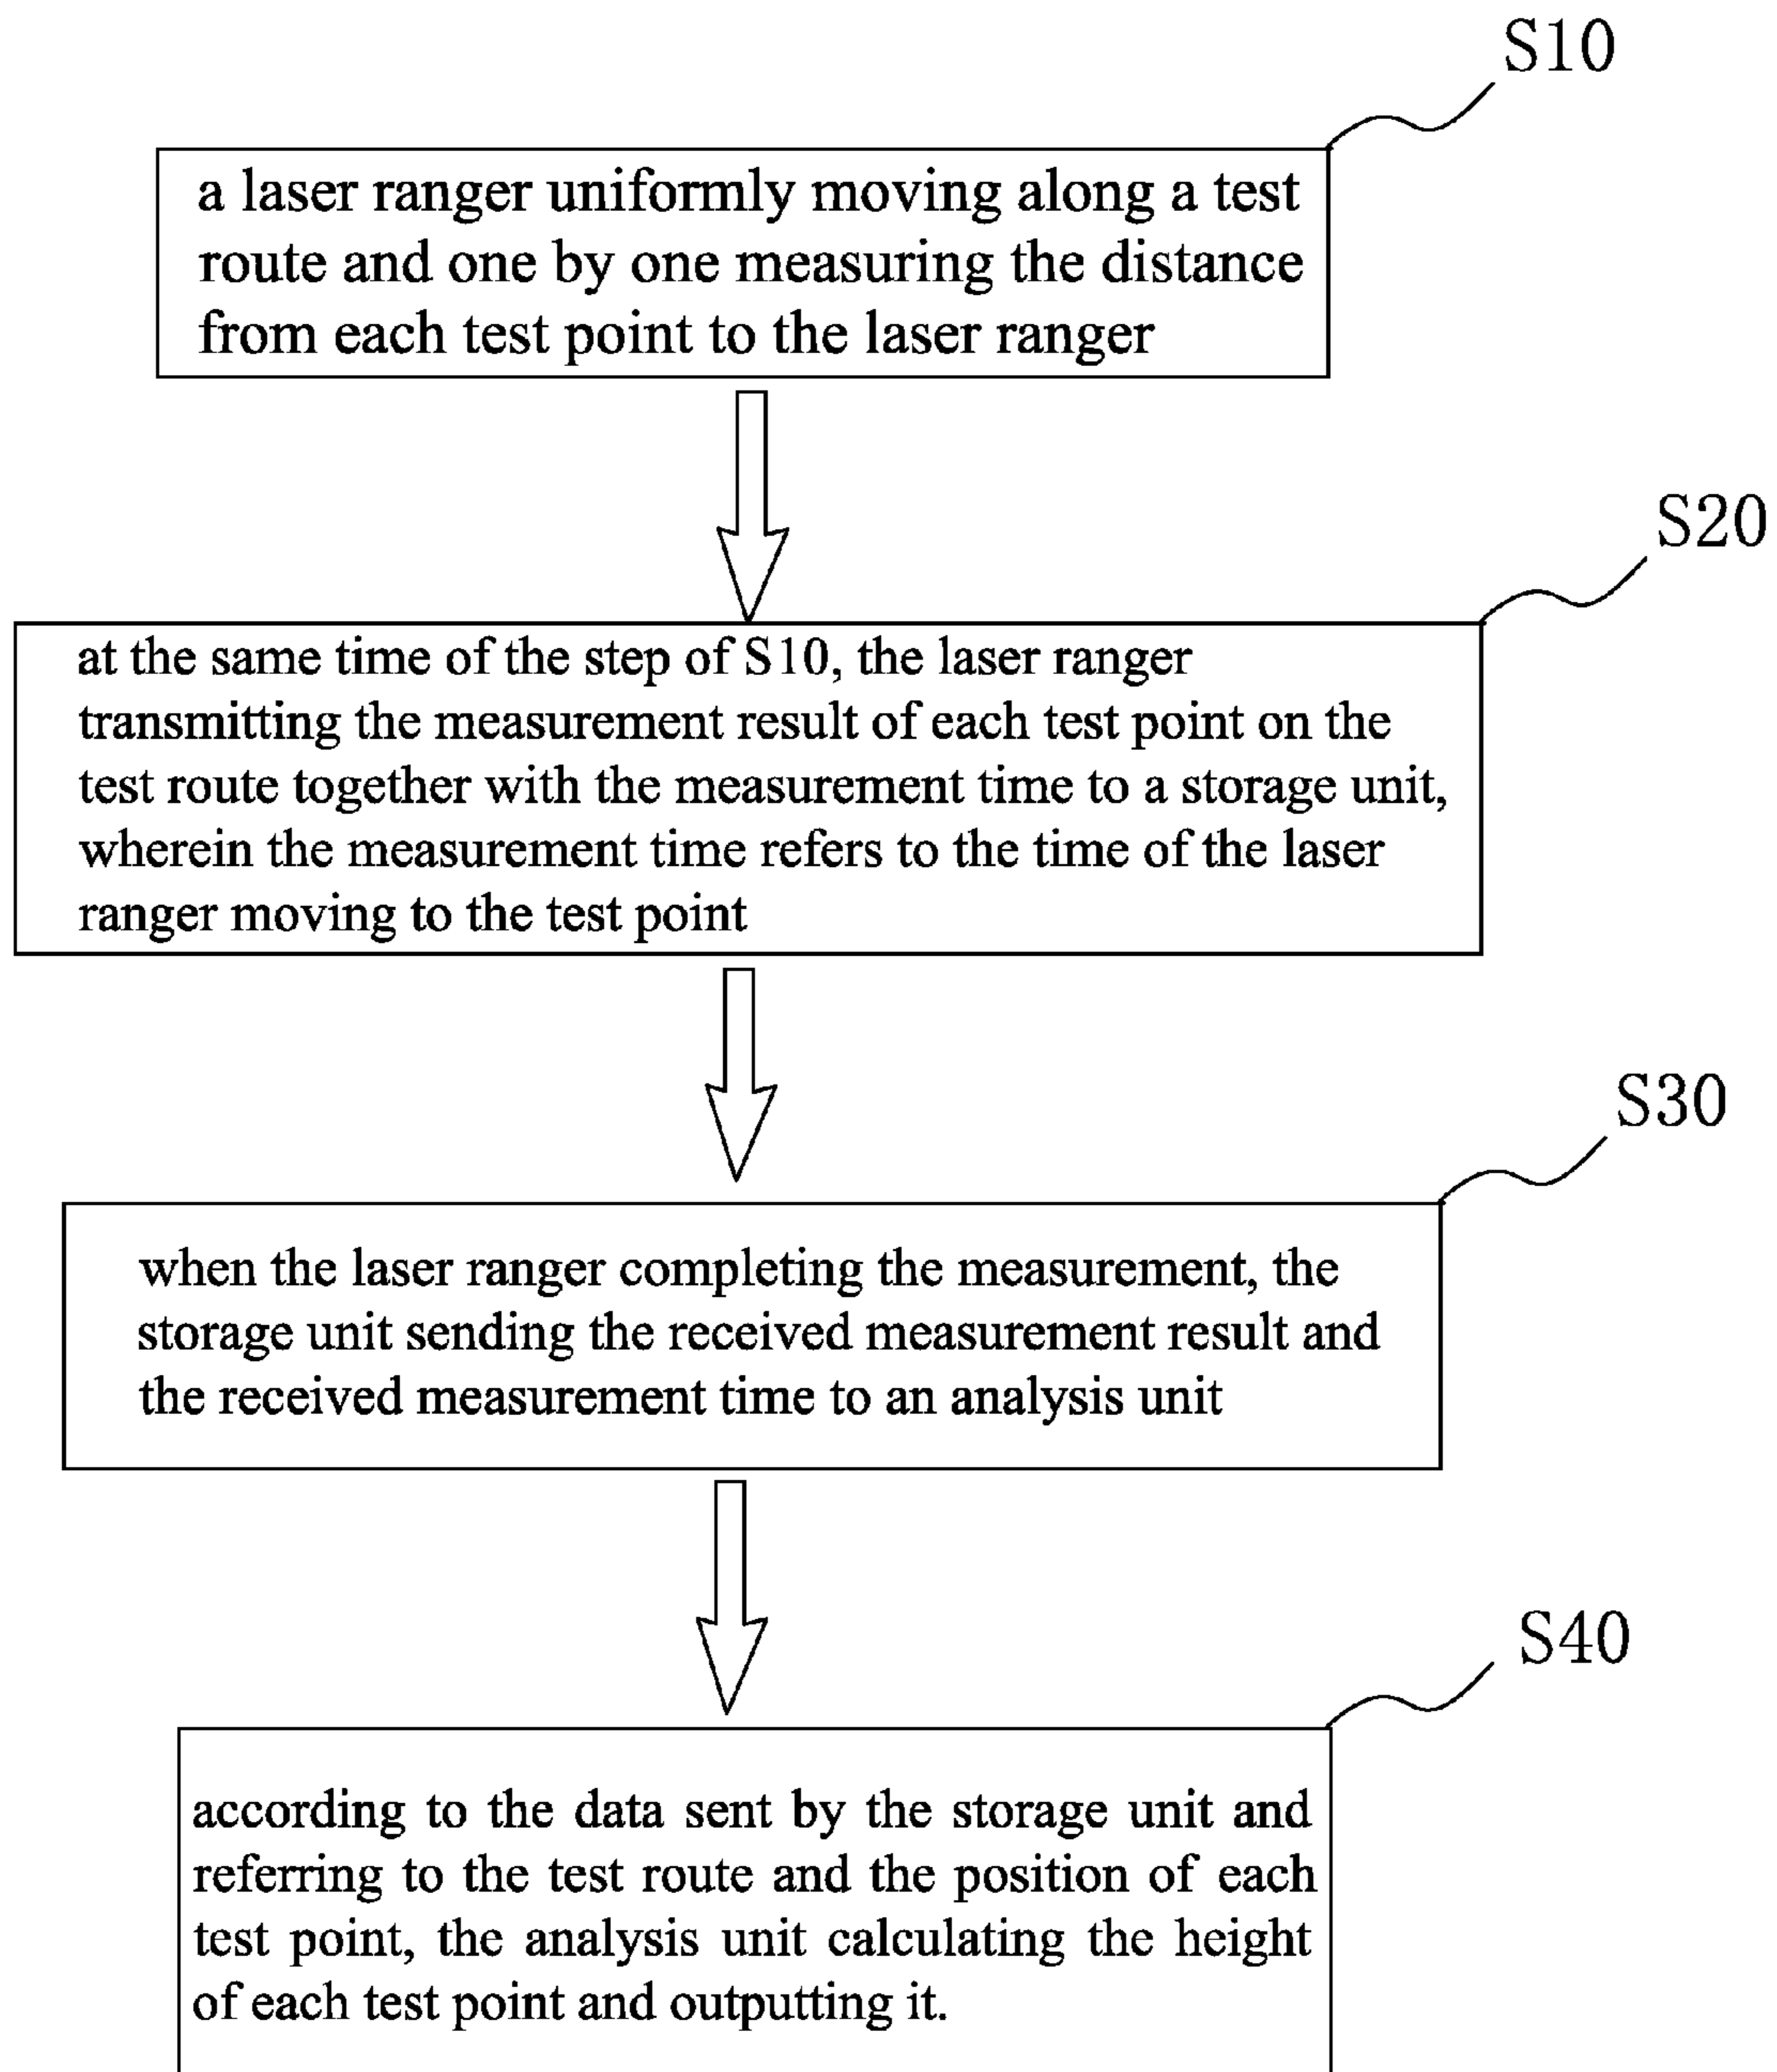 S10
a laser ranger uniformly moving along a test
route and one by one measuring the distance
from each test point to the laser ranger
S20
at the same time of the step of S10, the laser ranger
transmitting the measurement result of each test point on the
test route together with the measurement time to a storage unit,
wherein the measurement time refers to the time of the laser
ranger moving to the test point
S30
when the laser ranger completing the measurement, the
storage unit sending the received measurement result and
the received measurement time to an analysis unit
S40
according to the data sent by the storage unit and
referring to the test route and the position of each
test point, the analysis unit calculating the height
of each test point and outputting it.